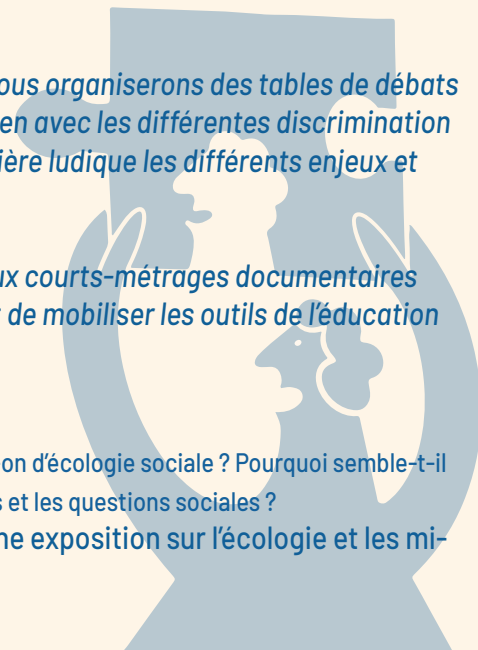 ous organiserons des tables de débats
en avec les différentes discrimination
ière ludique les différents enjeux et
ux courts-métrages documentaires
de mobiliser les outils de l'éducation
on d'écologie sociale ? Pourquoi semble-t-il
s et les questions sociales ?
ne exposition sur l'écologie et les mi-